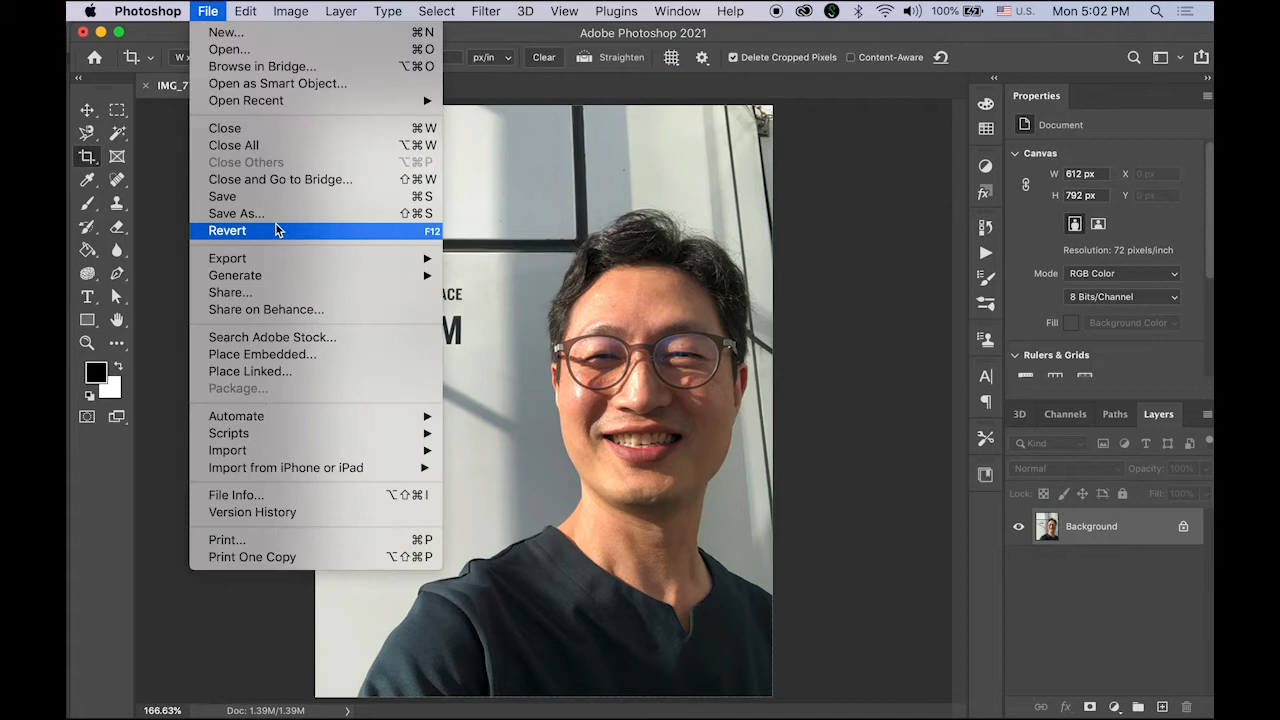 Photoshop File Edit Image Layer Type Select Filter 3D View Plugins Window Help 100% U.S. Mon 5:02 PM
Adobe Photoshop 2021
W x px/in Clear Straighten Delete Cropped Pixels Content-Aware
IMG_7
New... ⌘N
Open... ⌘O
Browse in Bridge... ⌥⌘O
Open as Smart Object...
Open Recent
Close ⌘W
Close All ⌥⌘W
Close Others ⌥⌘P
Close and Go to Bridge... ⇧⌘W
Save ⌘S
Save As... ⇧⌘S
Revert F12
Export
Generate
Share...
Share on Behance...
Search Adobe Stock...
Place Embedded...
Place Linked...
Package...
Automate
Scripts
Import
Import from iPhone or iPad
File Info... ⌥⇧⌘I
Version History
Print... ⌘P
Print One Copy ⌥⇧⌘P
ACE
M
Properties
Document
Canvas
W 612 px X 0 px
H 792 px Y 0 px
Resolution: 72 pixels/inch
Mode RGB Color
8 Bits/Channel
Fill Background Color
Rulers & Grids
3D Channels Paths Layers
Kind
Normal Opacity: 100%
Lock: Fill: 100%
Background
166.63% Doc: 1.39M/1.39M